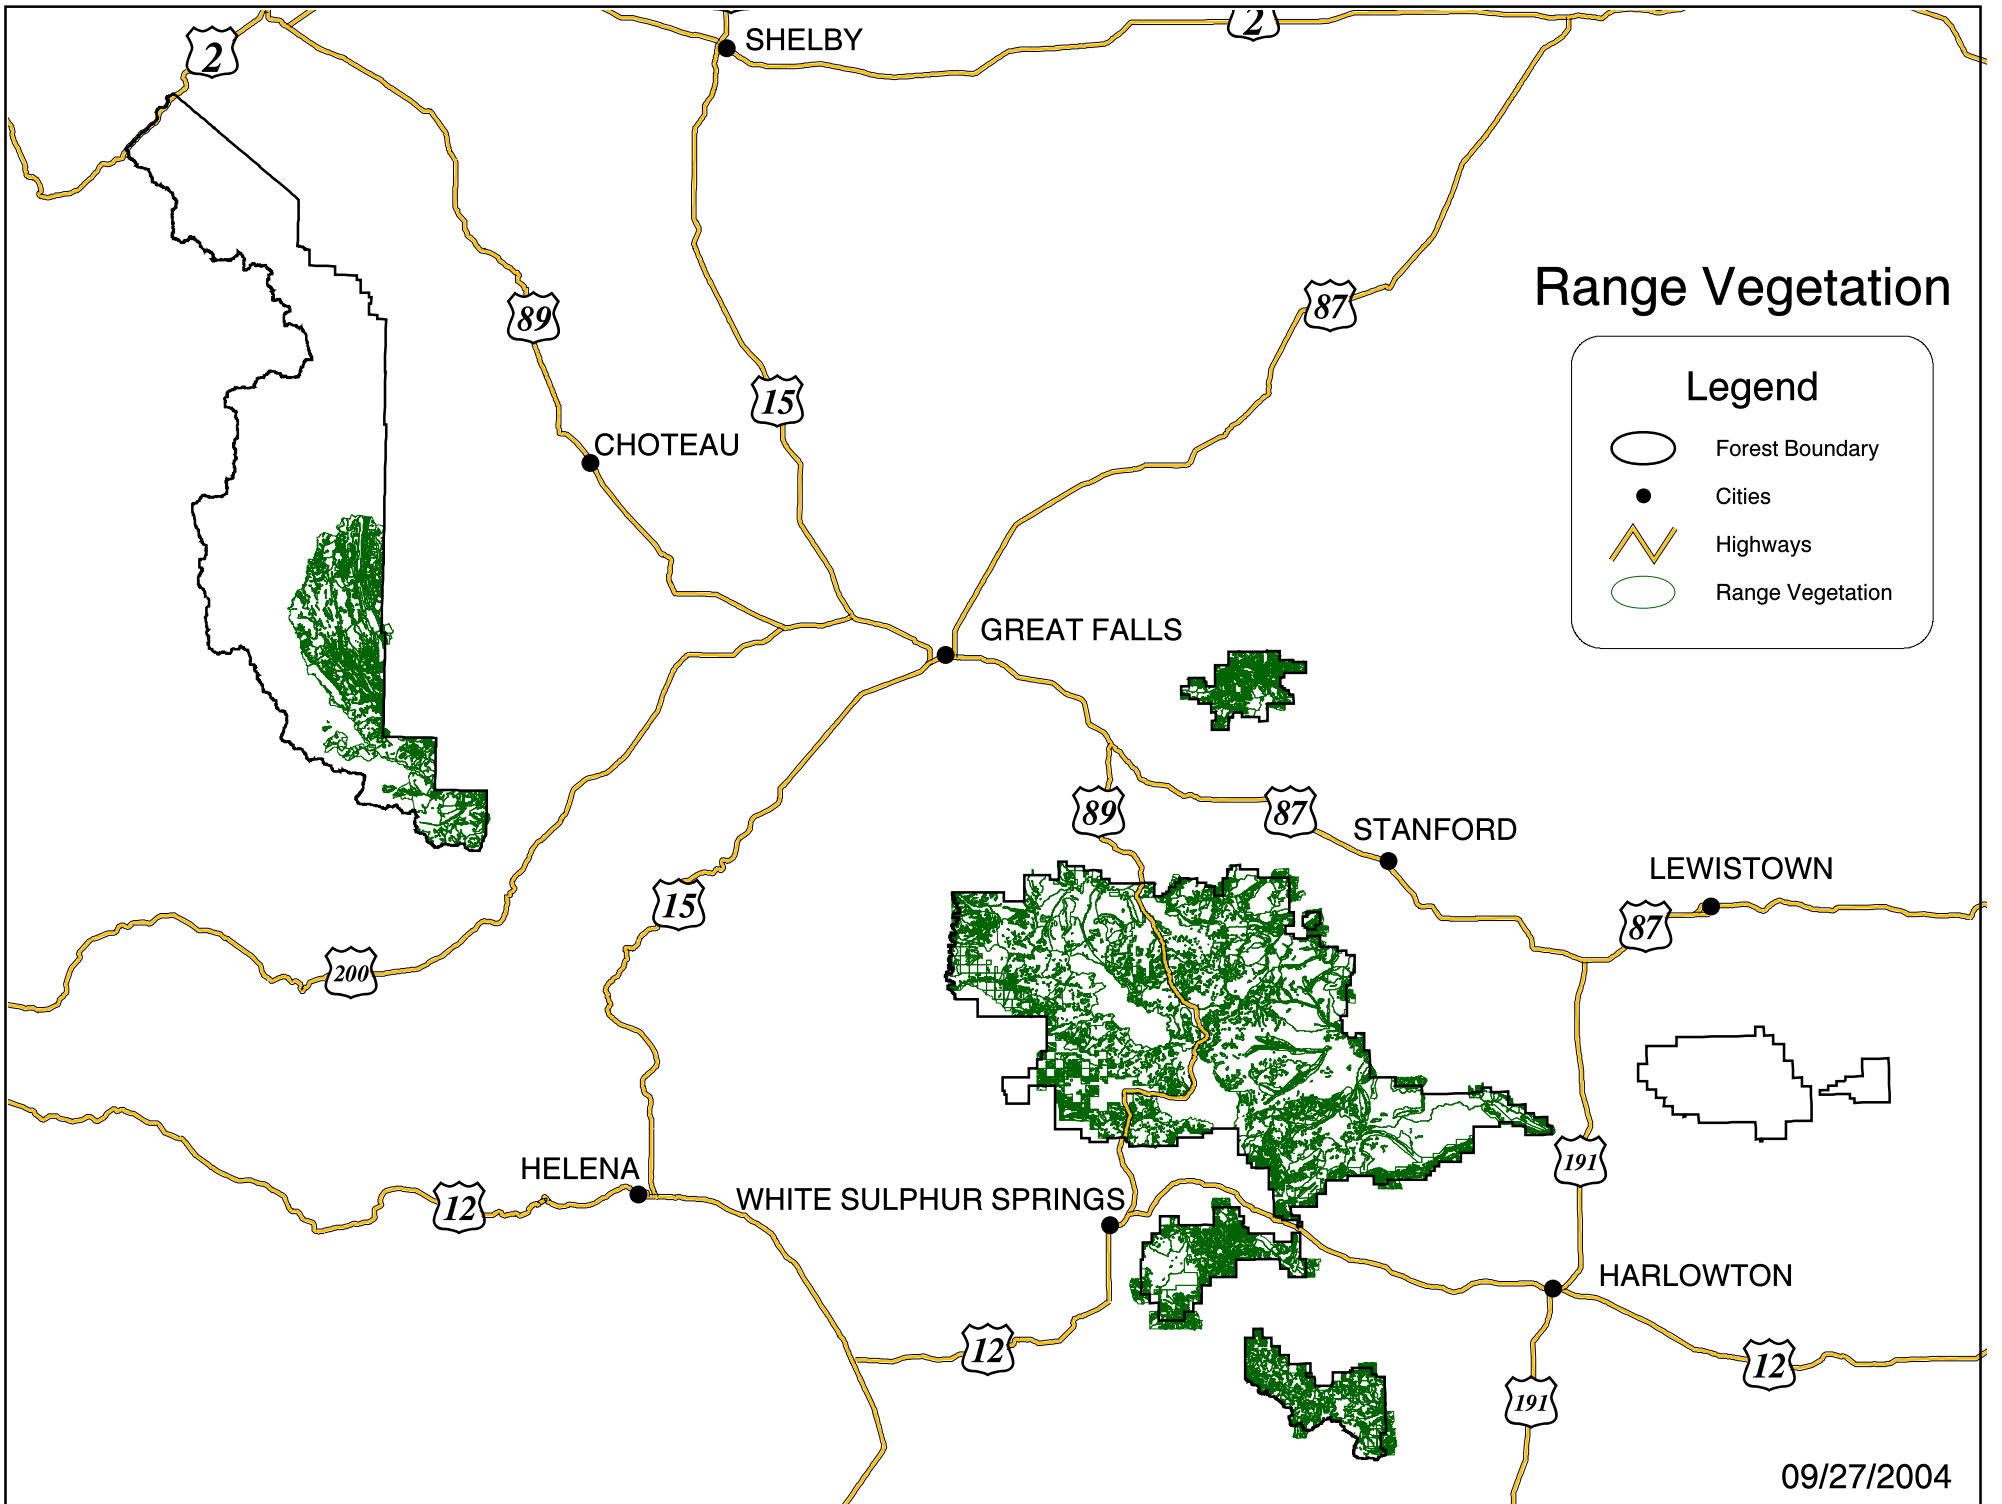 2
SHELBY
2
Range Vegetation
89
87
15
Legend
CHOTEAU
Forest Boundary
Cities
Highways
Range Vegetation
GREAT FALLS
89
87
STANFORD
LEWISTOWN
15
87
200
HELENA
191
12
WHITE SULPHUR SPRINGS
HARLOWTON
12
12
191
09/27/2004